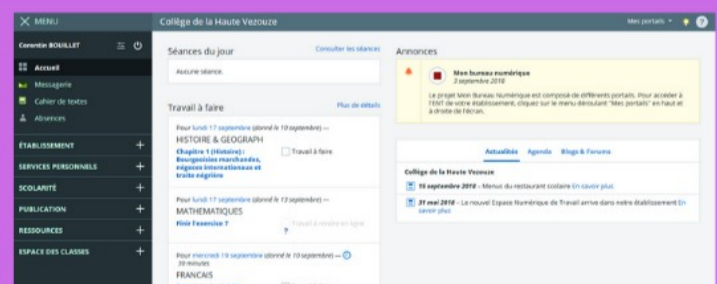 MENU
Collège de la Haute Vezouze
Mes portails
?
Corentin BOUILLET
Accueil
Messagerie
Cahier de textes
Absences
ÉTABLISSEMENT
SERVICES PERSONNELS
SCOLARITÉ
PUBLICATION
RESSOURCES
ESPACE DES CLASSES
Séances du jour
Consulter les séances
Aucune séance.
Travail à faire
Plus de détails
Pour lundi 17 septembre (donné le 10 septembre) —
HISTOIRE & GEOGRAPH
Chapitre 1 (Histoire) :
Bourgeoisies marchandes,
négoces internationaux et
traite négrière
Travail à faire
Pour lundi 17 septembre (donné le 13 septembre) —
MATHEMATIQUES
Finir l'exercice 7
Travail à rendre en ligne
?
Pour mercredi 19 septembre (donné le 10 septembre) —
30 minutes
FRANCAIS
Annonces
Mon bureau numérique
3 septembre 2018
Le projet Mon Bureau Numérique est composé de différents portails. Pour accéder à
l'ENT de votre établissement, cliquez sur le menu déroulant "Mes portails" en haut et
à droite de l'écran.
Actualités Agenda Blogs & Forums
Collège de la Haute Vezouze
15 septembre 2018 – Menus du restaurant scolaire En savoir plus
31 mai 2018 – Le nouvel Espace Numérique de Travail arrive dans notre établissement En
savoir plus